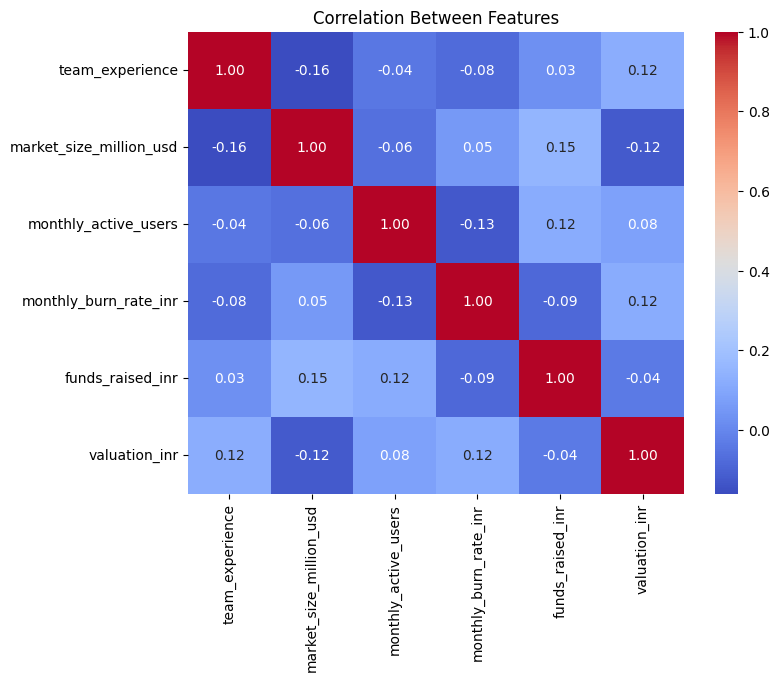 Correlation Between Features
team_experience 1.00 -0.16 -0.04 -0.08 0.03 0.12
market_size_million_usd -0.16 1.00 -0.06 0.05 0.15 -0.12
monthly_active_users -0.04 -0.06 1.00 -0.13 0.12 0.08
monthly_burn_rate_inr -0.08 0.05 -0.13 1.00 -0.09 0.12
funds_raised_inr 0.03 0.15 0.12 -0.09 1.00 -0.04
valuation_inr 0.12 -0.12 0.08 0.12 -0.04 1.00
team_experience
market_size_million_usd
monthly_active_users
monthly_burn_rate_inr
funds_raised_inr
valuation_inr
1.0
0.8
0.6
0.4
0.2
0.0